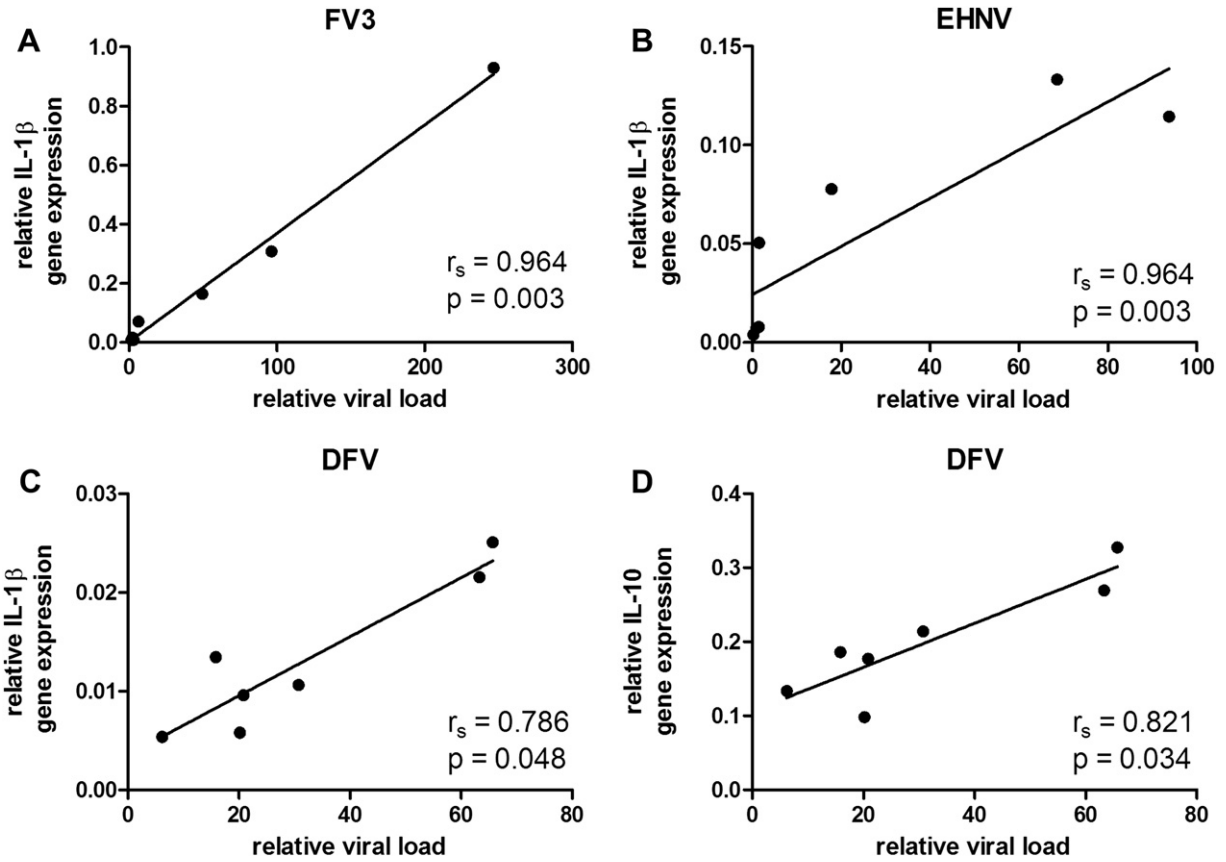 A
FV3
relative IL-1β
gene expression
1.0
0.8
0.6
0.4
0.2
0.0
0
100
200
300
relative viral load
r_s = 0.964
p = 0.003
B
EHNV
relative IL-1β
gene expression
0.15
0.10
0.05
0.00
0
20
40
60
80
100
relative viral load
r_s = 0.964
p = 0.003
C
DFV
relative IL-1β
gene expression
0.03
0.02
0.01
0.00
0
20
40
60
80
relative viral load
r_s = 0.786
p = 0.048
D
DFV
relative IL-10
gene expression
0.4
0.3
0.2
0.1
0.0
0
20
40
60
80
relative viral load
r_s = 0.821
p = 0.034